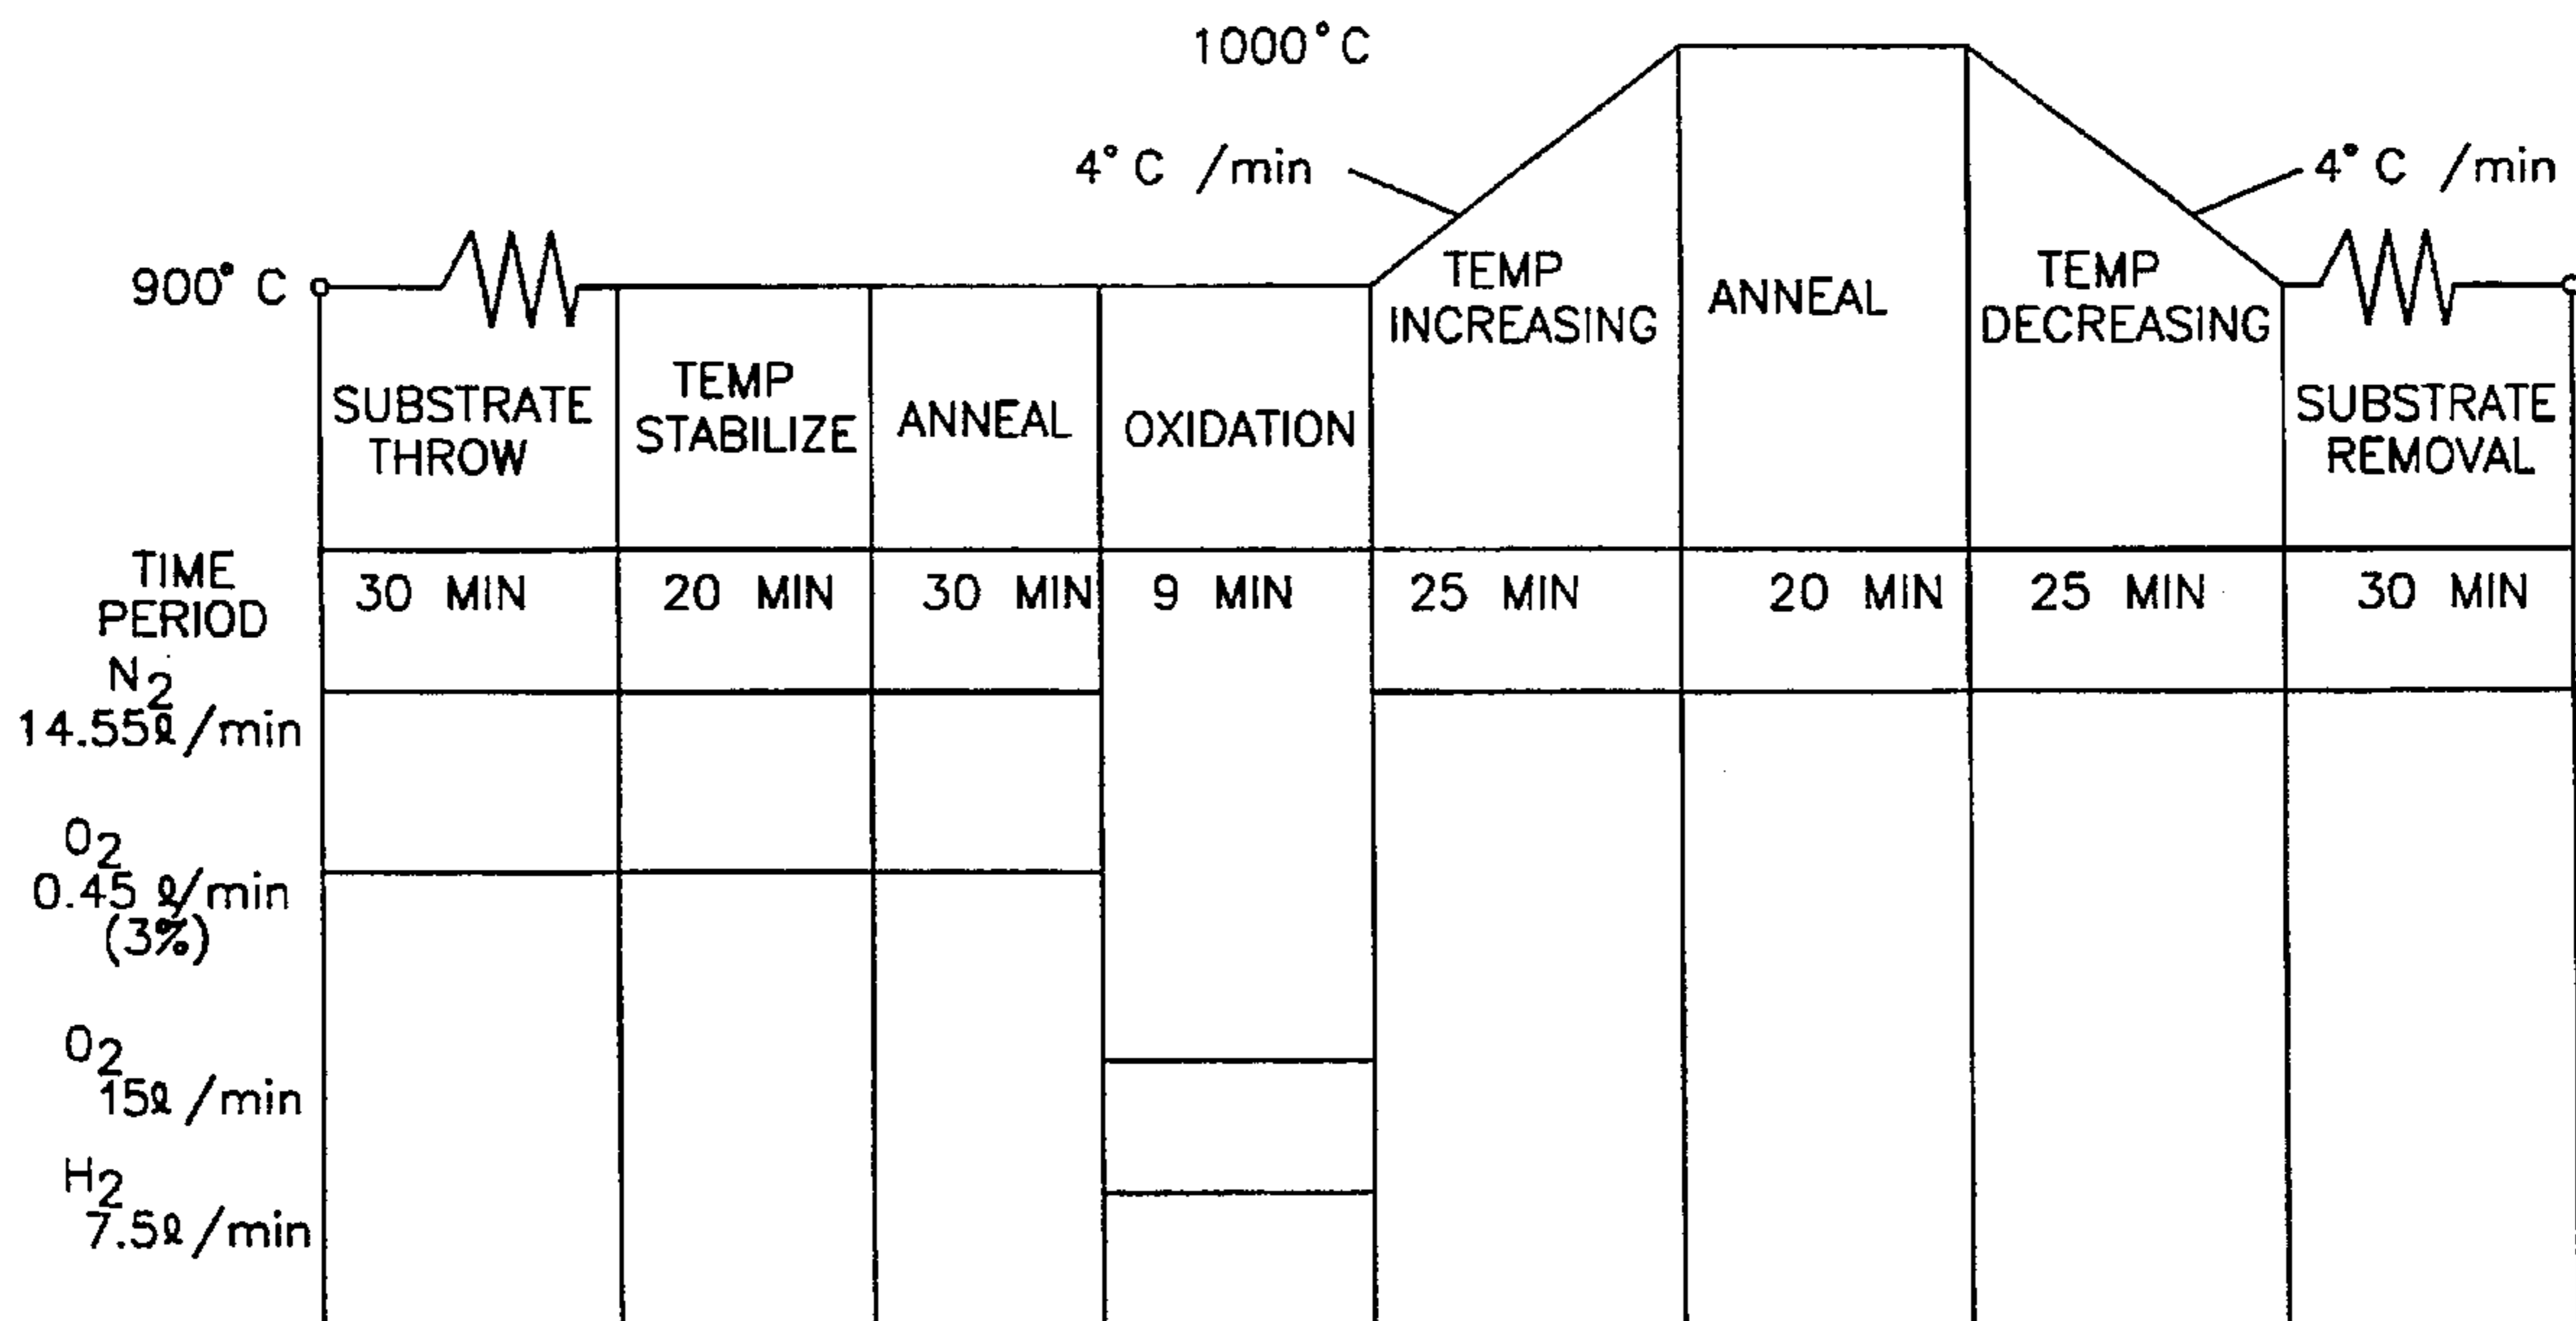 1000°C
4°C /min
4°C /min
900°C
TEMP
INCREASING
ANNEAL
TEMP
DECREASING
SUBSTRATE
THROW
TEMP
STABILIZE
ANNEAL
OXIDATION
SUBSTRATE
REMOVAL
TIME
PERIOD
30 MIN
20 MIN
30 MIN
9 MIN
25 MIN
20 MIN
25 MIN
30 MIN
N2
14.55ℓ/min
O2
0.45 ℓ/min
(3%)
O2
15ℓ/min
H2
7.5ℓ/min